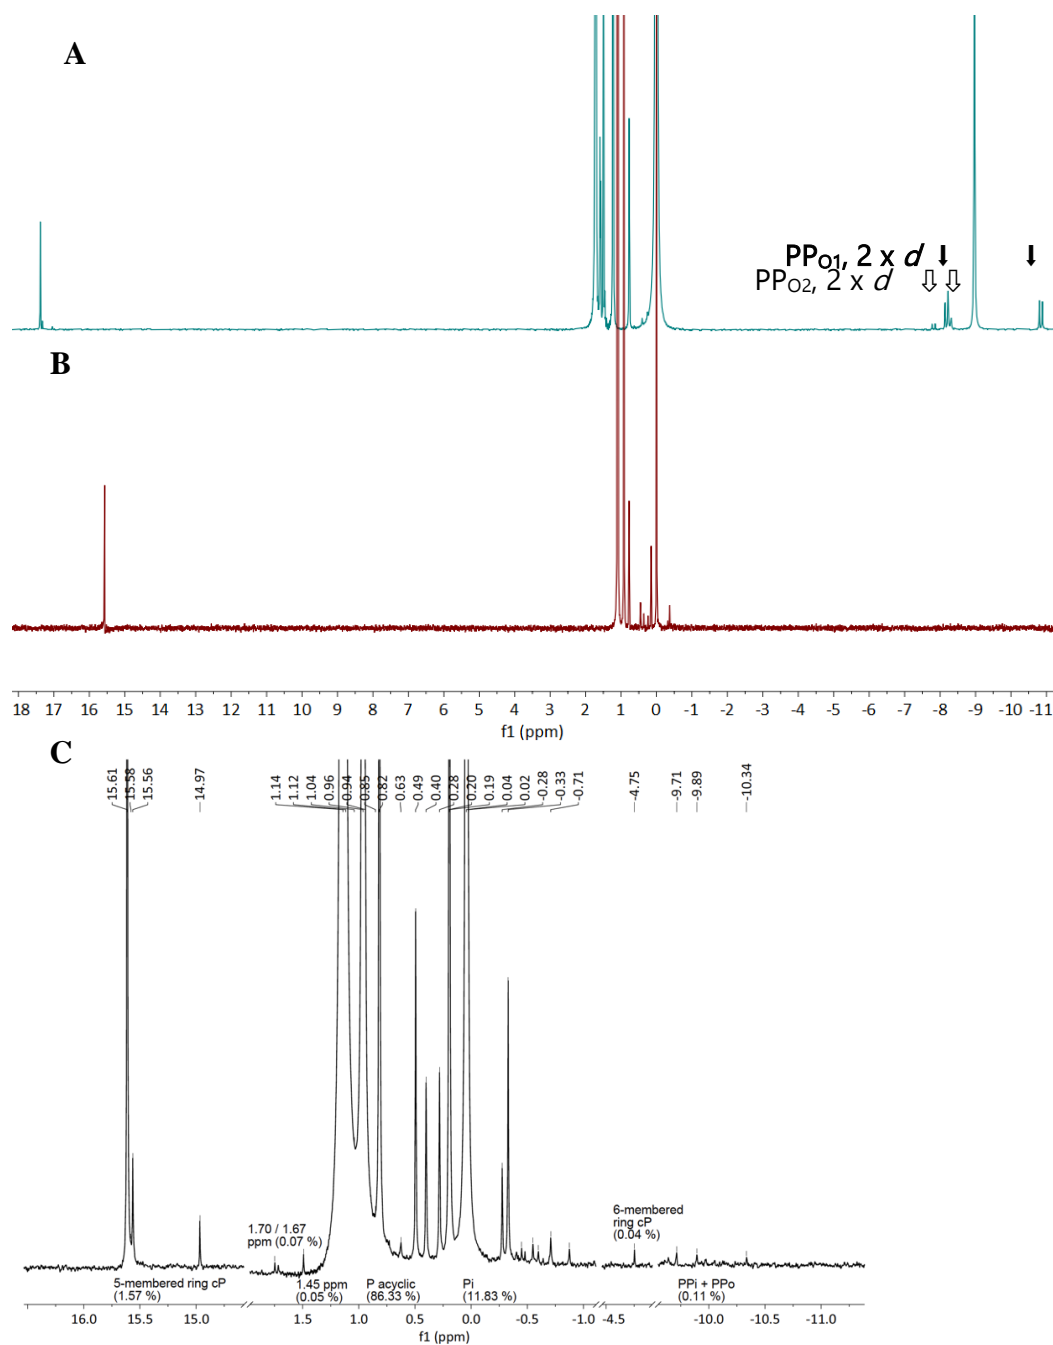 A
PPO1, 2 x d
PPO2, 2 x d
B
18 17 16 15 14 13 12 11 10 9 8 7 6 5 4 3 2 1 0 -1 -2 -3 -4 -5 -6 -7 -8 -9 -10 -11
f1 (ppm)
C
15.61 15.58 15.56 14.97 1.14 1.12 1.04 0.96 0.94 0.85 0.82 0.63 0.49 0.40 0.28 0.20 0.19 0.04 0.02 -0.28 -0.33 -0.71 -4.75 -9.71 -9.89 -10.34
6-membered
ring cP
(0.04 %)
1.70 / 1.67
ppm (0.07 %)
5-membered ring cP
(1.57 %)
1.45 ppm
(0.05 %)
P acyclic
(86.33 %)
Pi
(11.83 %)
PPi + PPo
(0.11 %)
16.0 15.5 15.0 1.5 1.0 0.5 0.0 -0.5 -1.0 -4.5 -10.0 -10.5 -11.0
f1 (ppm)